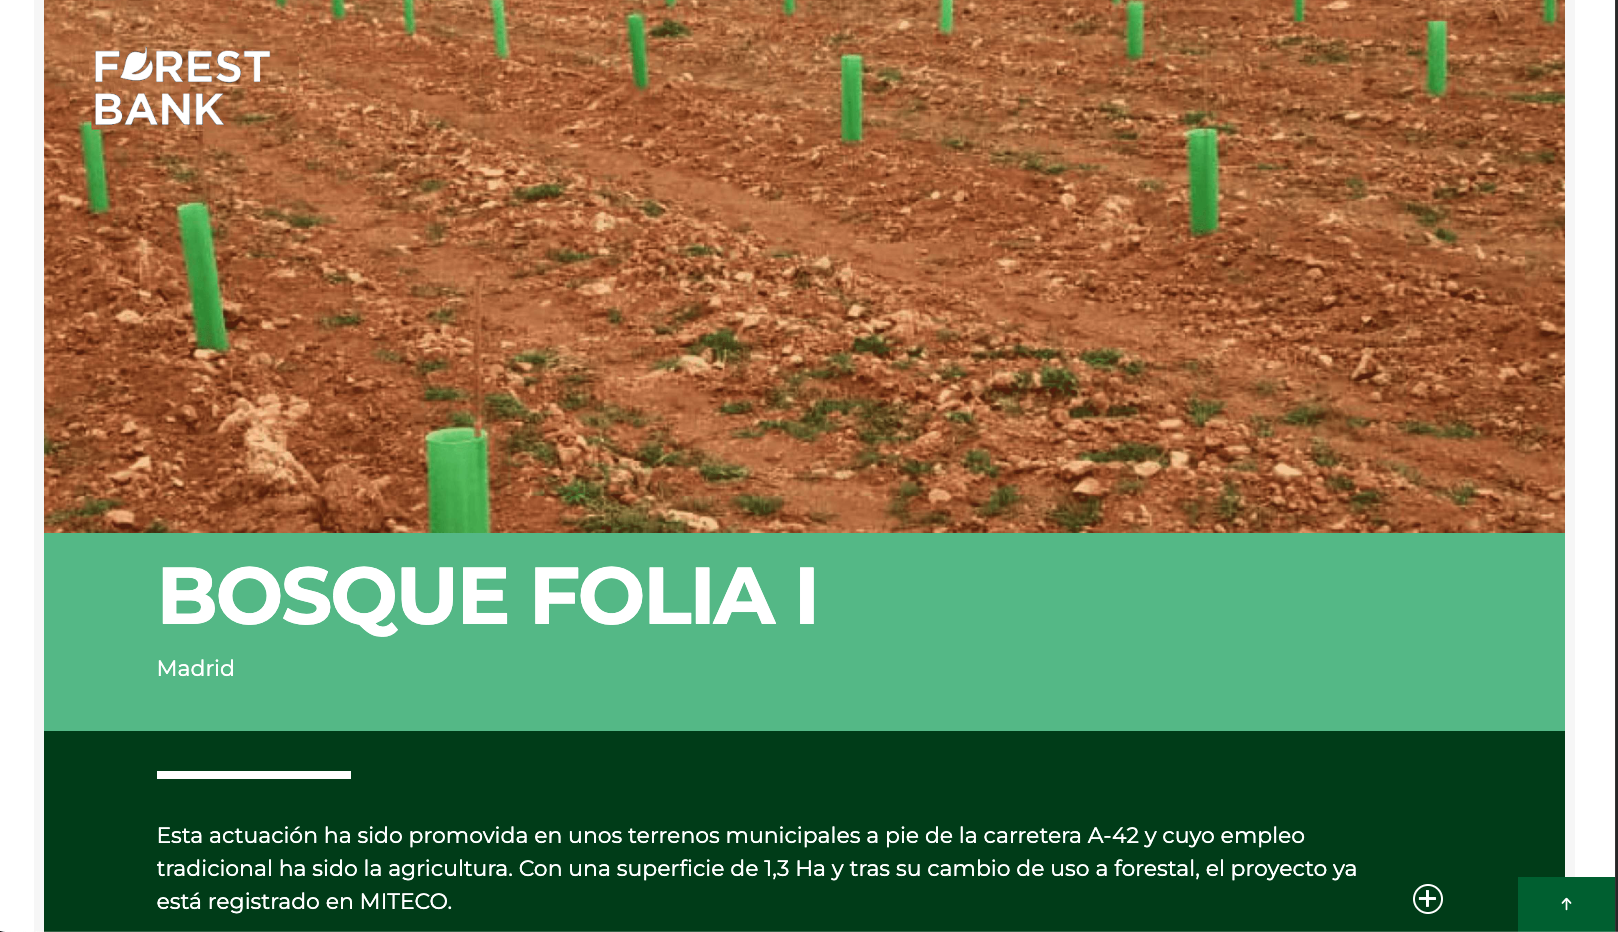 FOREST
BANK
BOSQUE FOLIA I
Madrid
Esta actuación ha sido promovida en unos terrenos municipales a pie de la carretera A-42 y cuyo empleo
tradicional ha sido la agricultura. Con una superficie de 1,3 Ha y tras su cambio de uso a forestal, el proyecto ya
está registrado en MITECO.